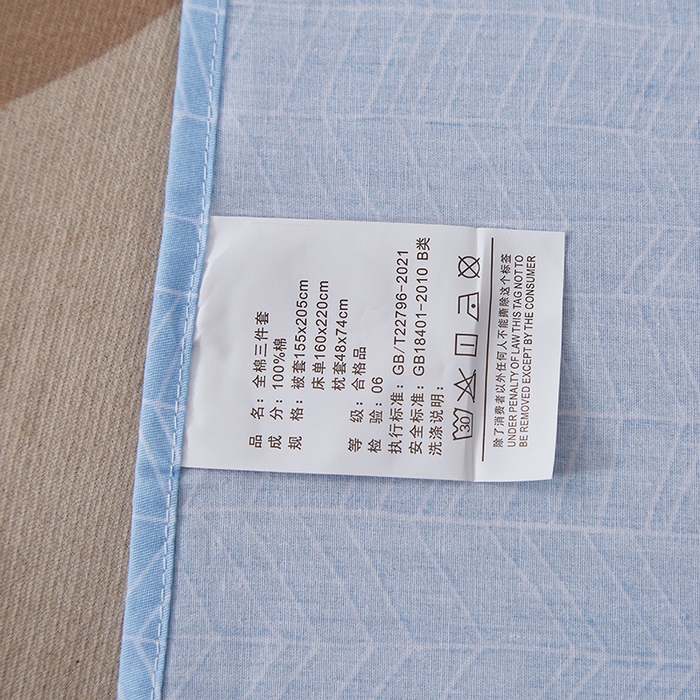 品 名：全棉三件套
成 分：100%棉
规 格：被套155x205cm
床单160x220cm
枕套48x74cm
等 级：合格品
检 验：06
执行标准：GB/T22796-2021
安全标准：GB18401-2010 B类
洗涤说明：
30
除了消费者以外任何人不能撕除这个标签
UNDER PENALTY OF LAW THIS TAG NOT TO
BE REMOVED EXCEPT BY THE CONSUMER